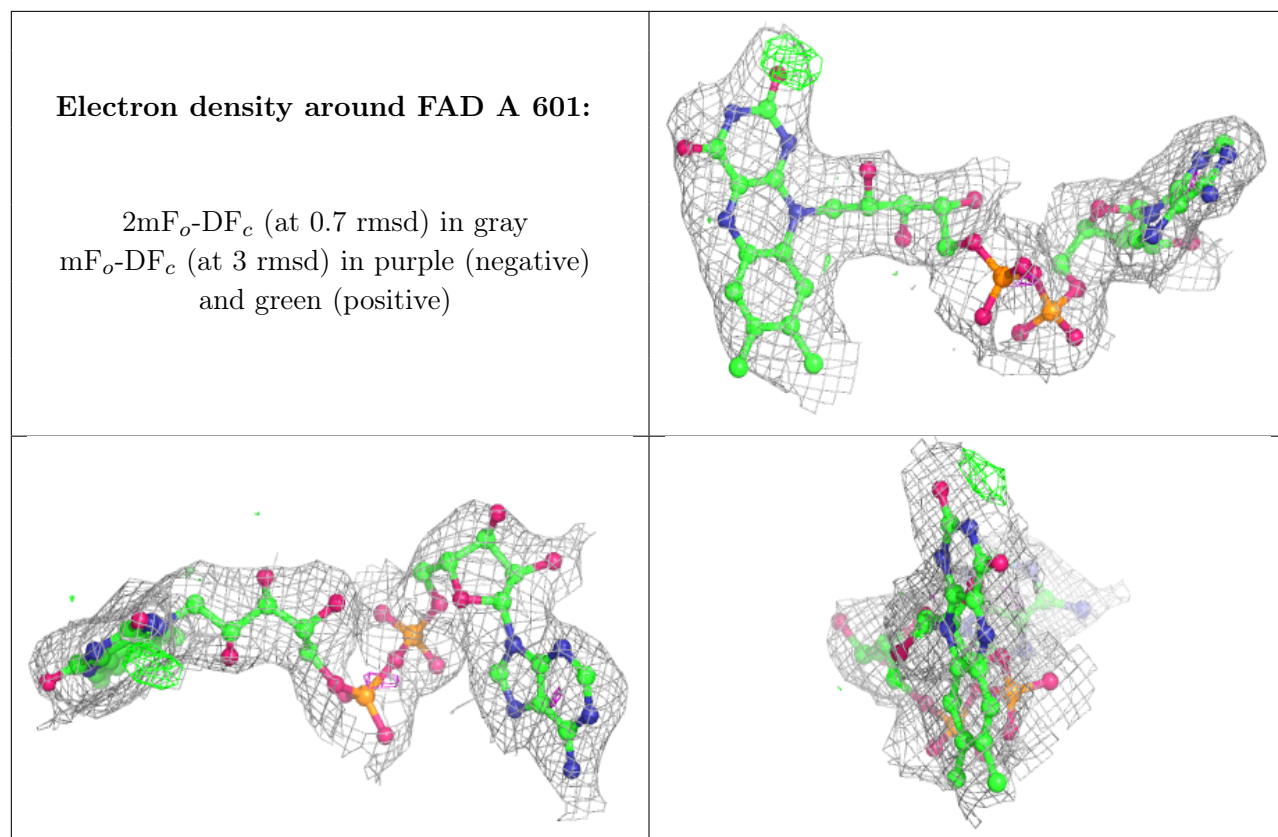 Electron density around FAD A 601:
2mFo-DFc (at 0.7 rmsd) in gray
mFo-DFc (at 3 rmsd) in purple (negative)
and green (positive)